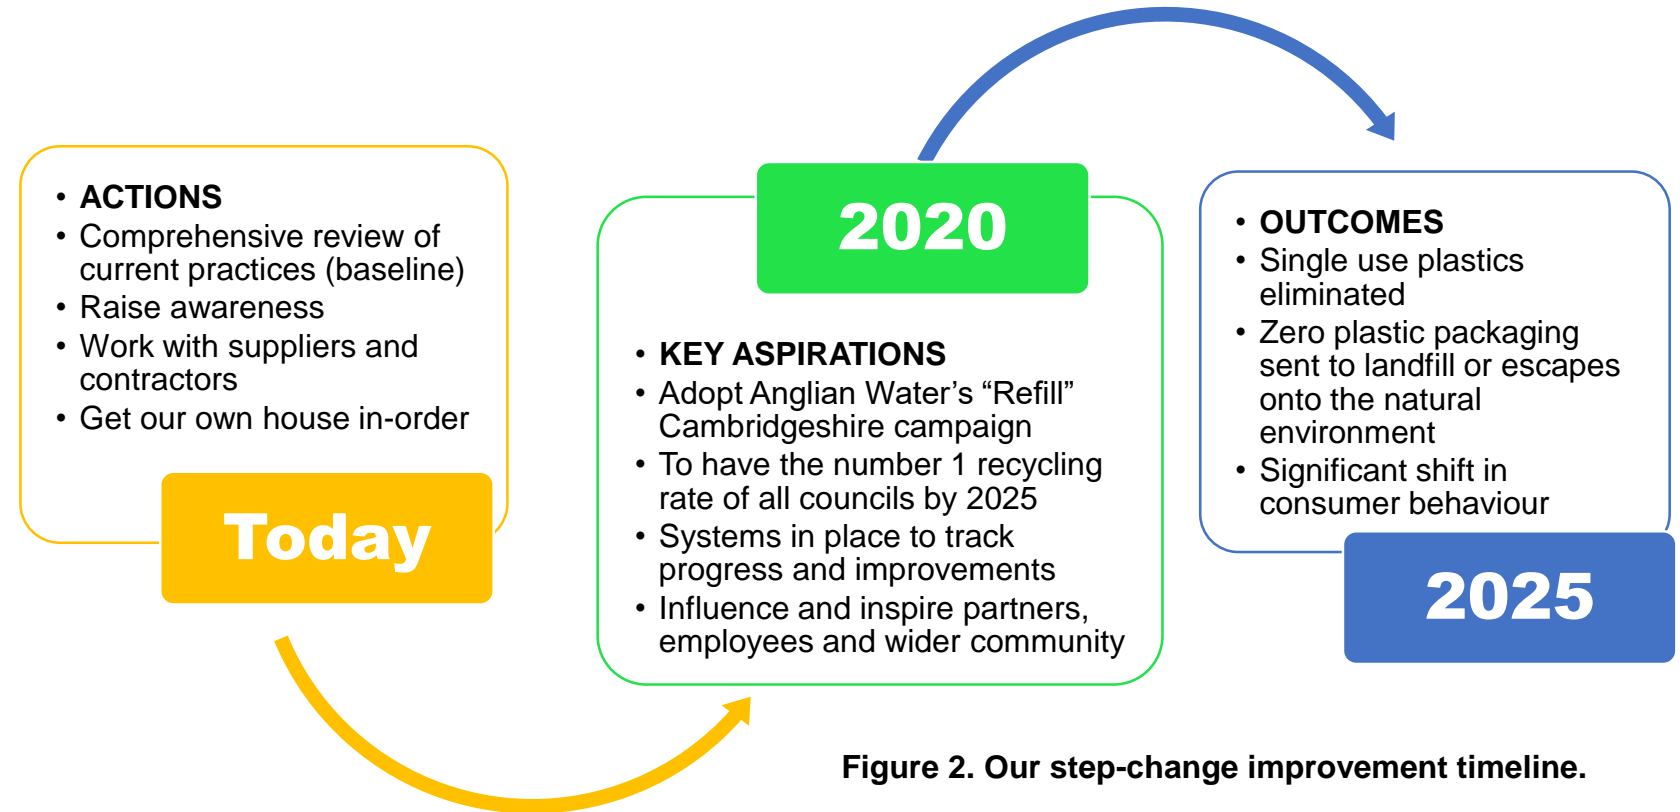 • ACTIONS
• Comprehensive review of
current practices (baseline)
• Raise awareness
• Work with suppliers and
contractors
• Get our own house in-order
Today
2020
• KEY ASPIRATIONS
• Adopt Anglian Water’s “Refill”
Cambridgeshire campaign
• To have the number 1 recycling
rate of all councils by 2025
• Systems in place to track
progress and improvements
• Influence and inspire partners,
employees and wider community
• OUTCOMES
• Single use plastics
eliminated
• Zero plastic packaging
sent to landfill or escapes
onto the natural
environment
• Significant shift in
consumer behaviour
2025
Figure 2. Our step-change improvement timeline.